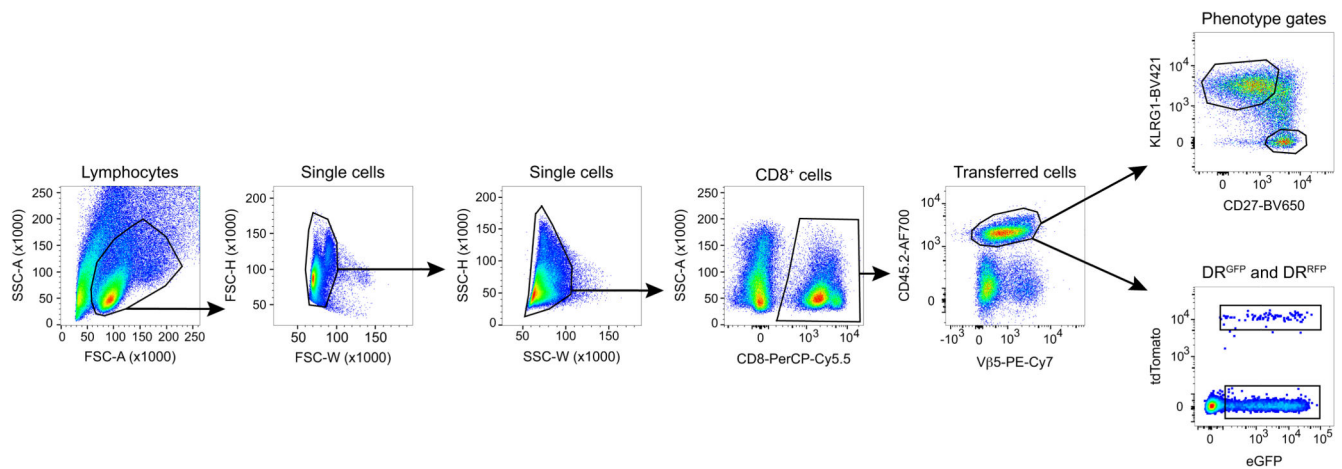 Lymphocytes
250
200
150
100
50
0
SSC-A (x1000)
50 100 150 200 250
FSC-A (x1000)
Single cells
250
200
150
100
50
FSC-H (x1000)
50 100 150
FSC-W (x1000)
Single cells
250
200
150
100
50
0
SSC-H (x1000)
50 100 150
SSC-W (x1000)
CD8⁺ cells
250
200
150
100
50
0
SSC-A (x1000)
0 10³ 10⁴
CD8-PerCP-Cy5.5
Transferred cells
10⁴
10³
0
CD45.2-AF700
-10³ 0 10³ 10⁴
Vβ5-PE-Cy7
Phenotype gates
10⁴
10³
0
KLRG1-BV421
0 10³ 10⁴
CD27-BV650
DRᴳᶠᴾ and DRᴿᶠᴾ
10⁴
10³
0
tdTomato
0 10³ 10⁴ 10⁵
eGFP